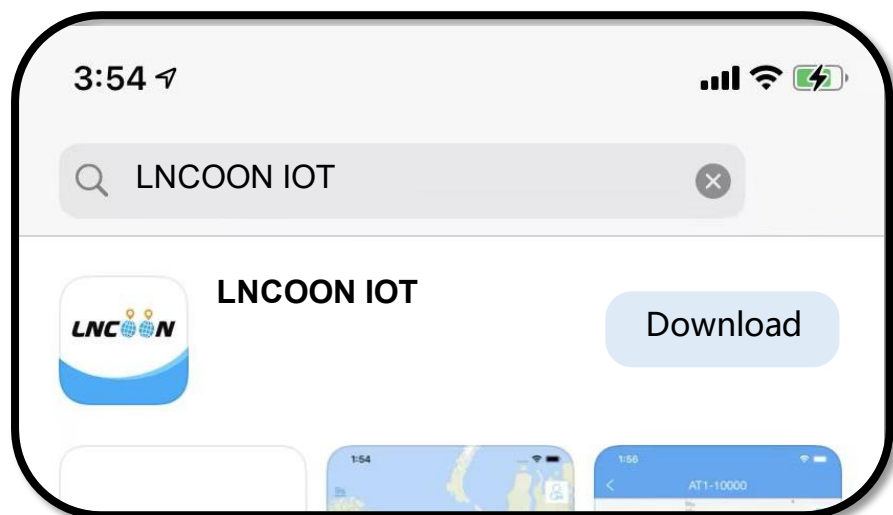 3:54
LNCOON IOT
LNCOON IOT
LNCOON
Download
1:54
1:56
AT1-10000